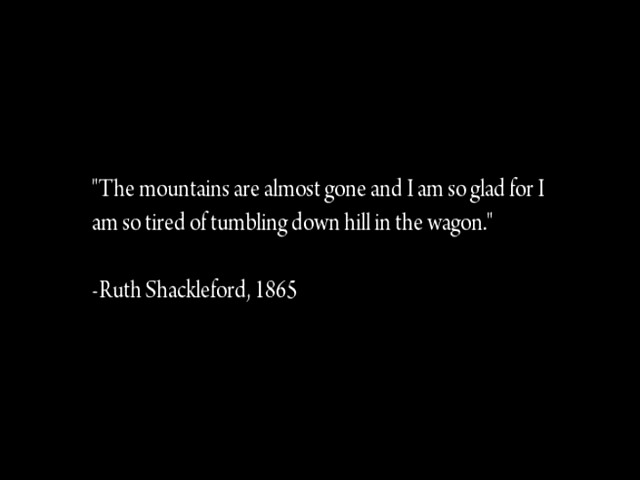 "The mountains are almost gone and I am so glad for I
am so tired of tumbling down hill in the wagon."
-Ruth Shackleford, 1865